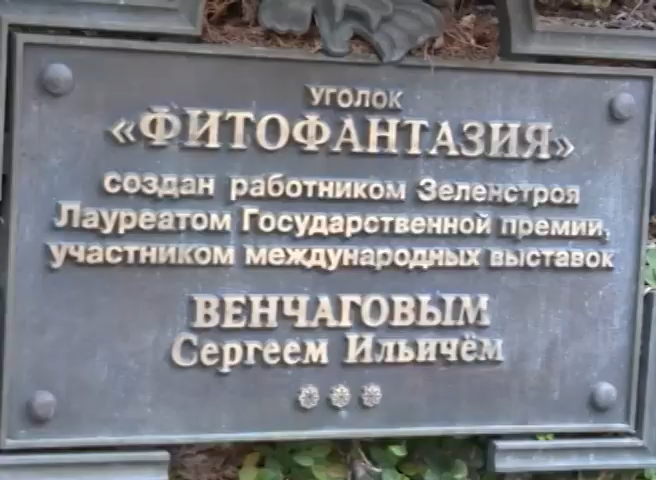 УГОЛОК
«ФИТОФАНТАЗИЯ»
создан работником Зеленстроя
Лауреатом Государственной премии,
участником международных выставок
ВЕНЧАГОВЫМ
Сергеем Ильичём